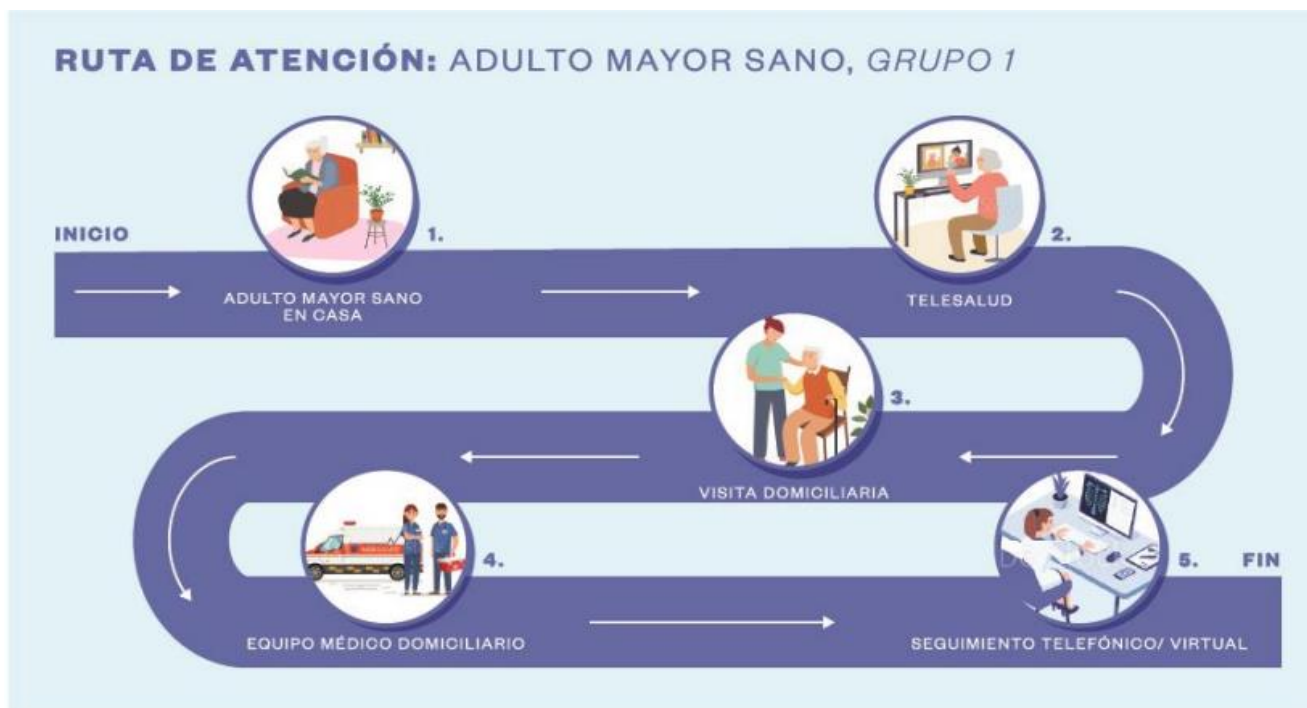 RUTA DE ATENCIÓN: ADULTO MAYOR SANO, GRUPO 1
INICIO
1.
ADULTO MAYOR SANO
EN CASA
2.
TELESALUD
3.
VISITA DOMICILIARIA
4.
EQUIPO MÉDICO DOMICILIARIO
5.
FIN
SEGUIMIENTO TELEFÓNICO/ VIRTUAL